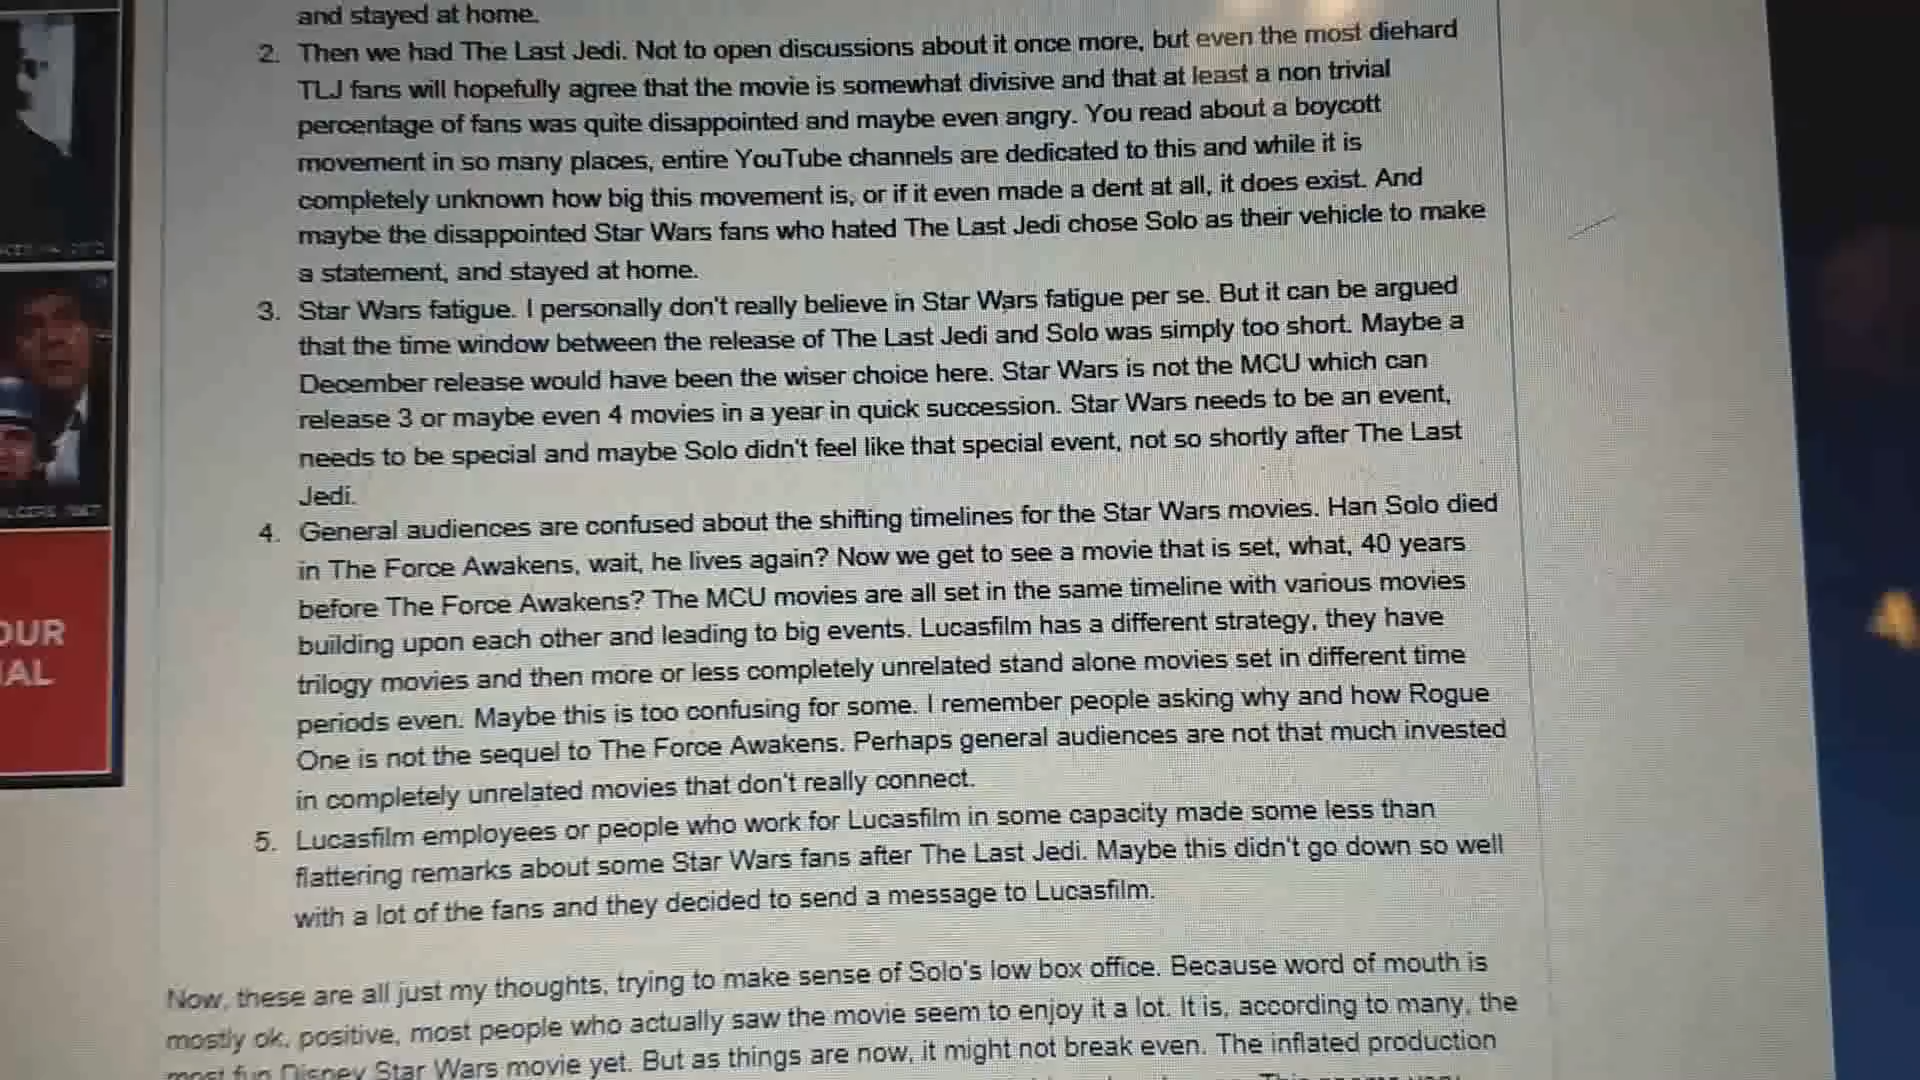 and stayed at home.
2. Then we had The Last Jedi. Not to open discussions about it once more, but even the most diehard
TLJ fans will hopefully agree that the movie is somewhat divisive and that at least a non trivial
percentage of fans was quite disappointed and maybe even angry. You read about a boycott
movement in so many places, entire YouTube channels are dedicated to this and while it is
completely unknown how big this movement is, or if it even made a dent at all, it does exist. And
maybe the disappointed Star Wars fans who hated The Last Jedi chose Solo as their vehicle to make
a statement, and stayed at home.
3. Star Wars fatigue. I personally don't really believe in Star Wars fatigue per se. But it can be argued
that the time window between the release of The Last Jedi and Solo was simply too short. Maybe a
December release would have been the wiser choice here. Star Wars is not the MCU which can
release 3 or maybe even 4 movies in a year in quick succession. Star Wars needs to be an event,
needs to be special and maybe Solo didn't feel like that special event, not so shortly after The Last
Jedi.
4. General audiences are confused about the shifting timelines for the Star Wars movies. Han Solo died
in The Force Awakens, wait, he lives again? Now we get to see a movie that is set, what, 40 years
before The Force Awakens? The MCU movies are all set in the same timeline with various movies
building upon each other and leading to big events. Lucasfilm has a different strategy, they have
trilogy movies and then more or less completely unrelated stand alone movies set in different time
periods even. Maybe this is too confusing for some. I remember people asking why and how Rogue
One is not the sequel to The Force Awakens. Perhaps general audiences are not that much invested
in completely unrelated movies that don't really connect.
5. Lucasfilm employees or people who work for Lucasfilm in some capacity made some less than
flattering remarks about some Star Wars fans after The Last Jedi. Maybe this didn't go down so well
with a lot of the fans and they decided to send a message to Lucasfilm.
Now, these are all just my thoughts, trying to make sense of Solo's low box office. Because word of mouth is
mostly ok, positive, most people who actually saw the movie seem to enjoy it a lot. It is, according to many, the
most fun Disney Star Wars movie yet. But as things are now, it might not break even. The inflated production
OUR
IAL